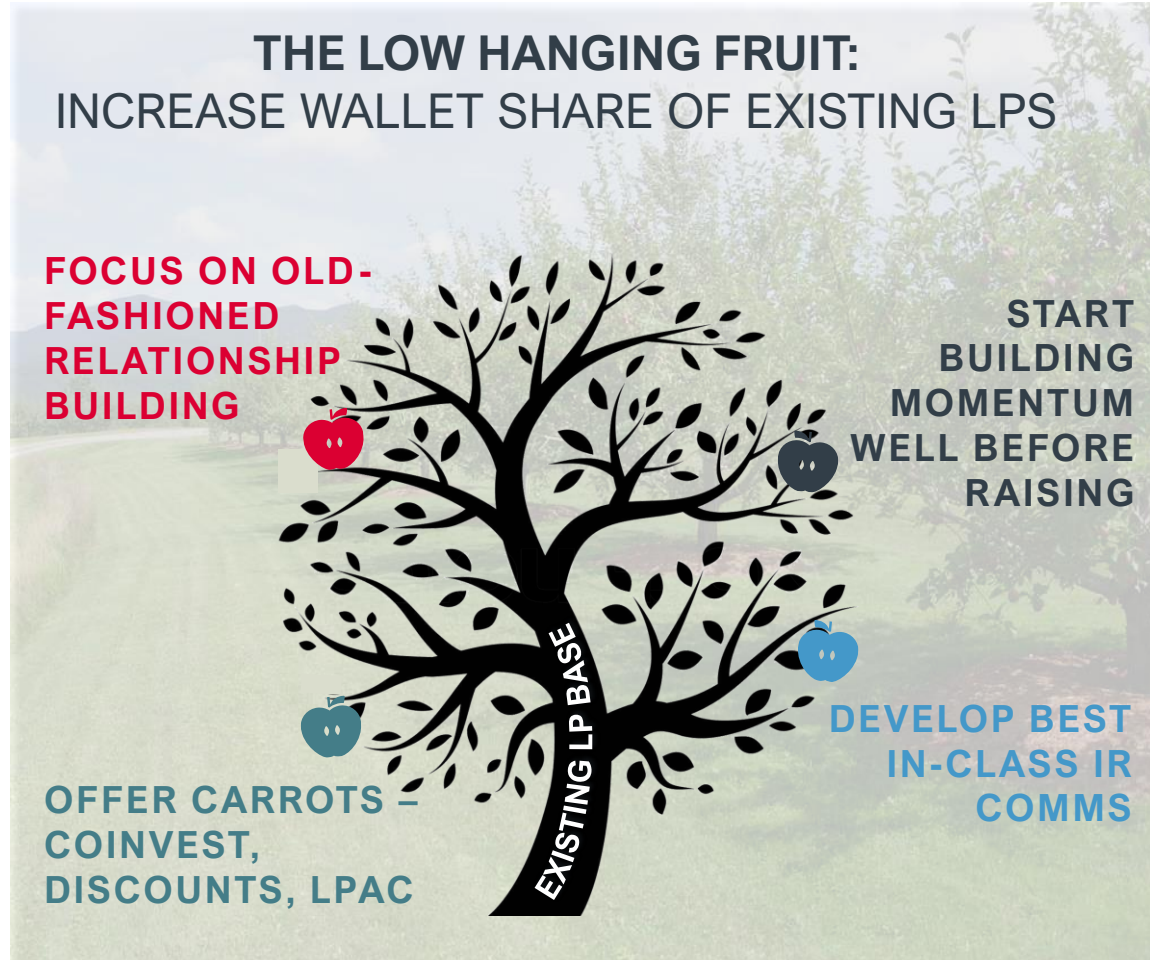 THE LOW HANGING FRUIT:
INCREASE WALLET SHARE OF EXISTING LPS
FOCUS ON OLD-
FASHIONED
RELATIONSHIP
BUILDING
START
BUILDING
MOMENTUM
WELL BEFORE
RAISING
EXISTING LP BASE
DEVELOP BEST
IN-CLASS IR
COMMS
OFFER CARROTS –
COINVEST,
DISCOUNTS, LPAC